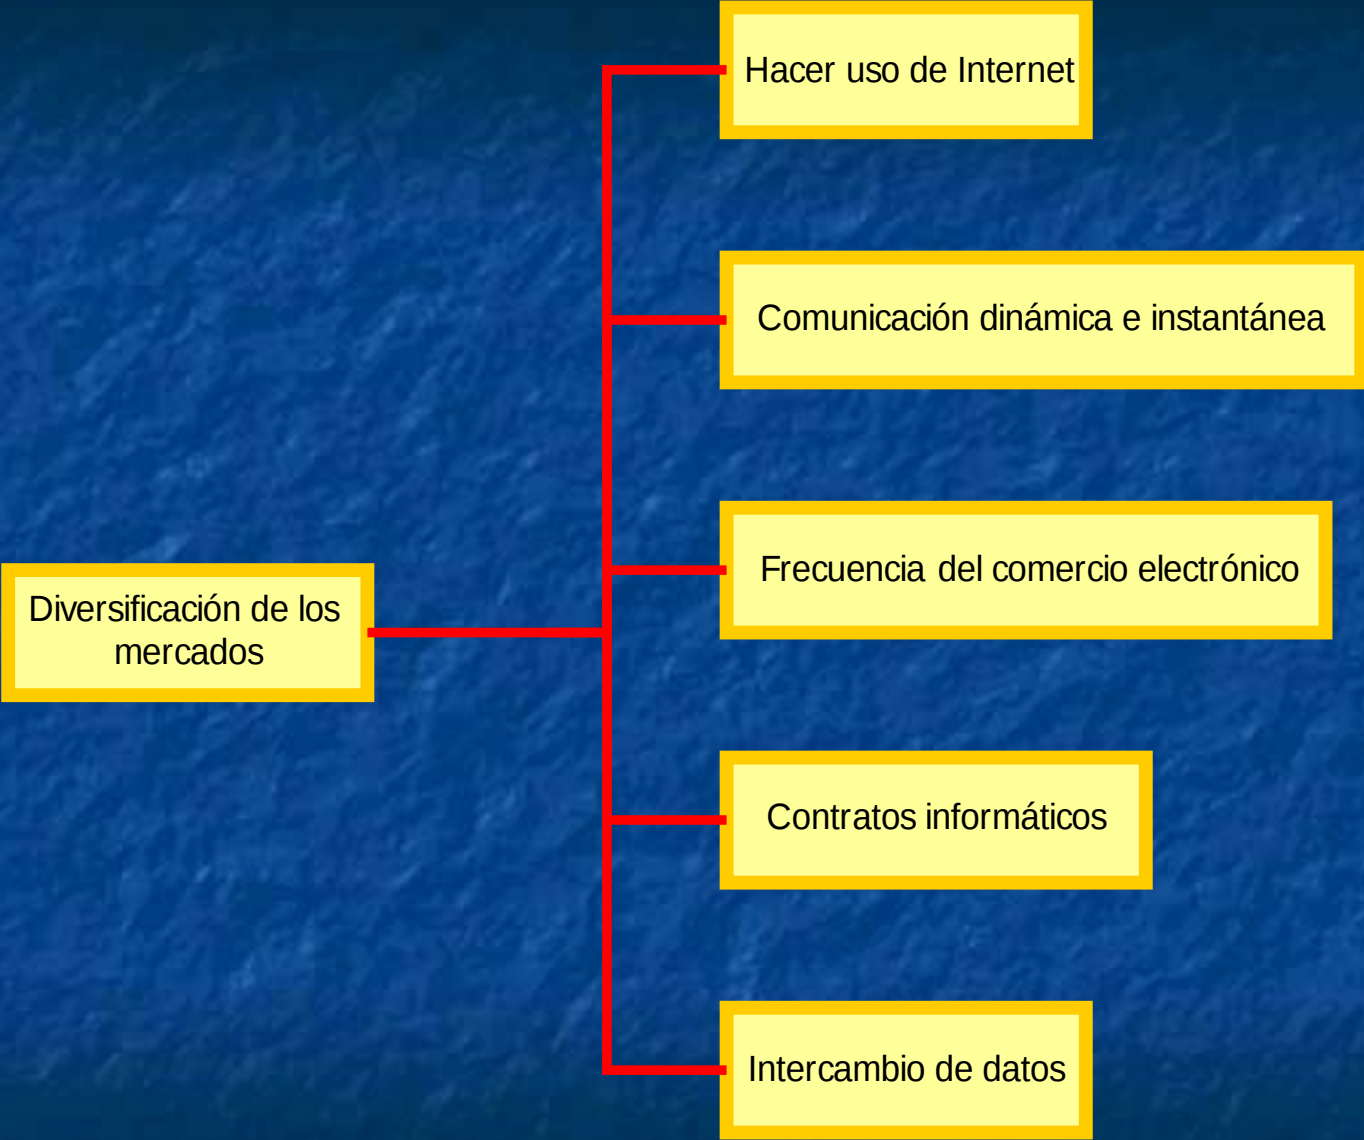 Hacer uso de Internet
Comunicación dinámica e instantánea
Frecuencia del comercio electrónico
Diversificación de los
mercados
Contratos informáticos
Intercambio de datos